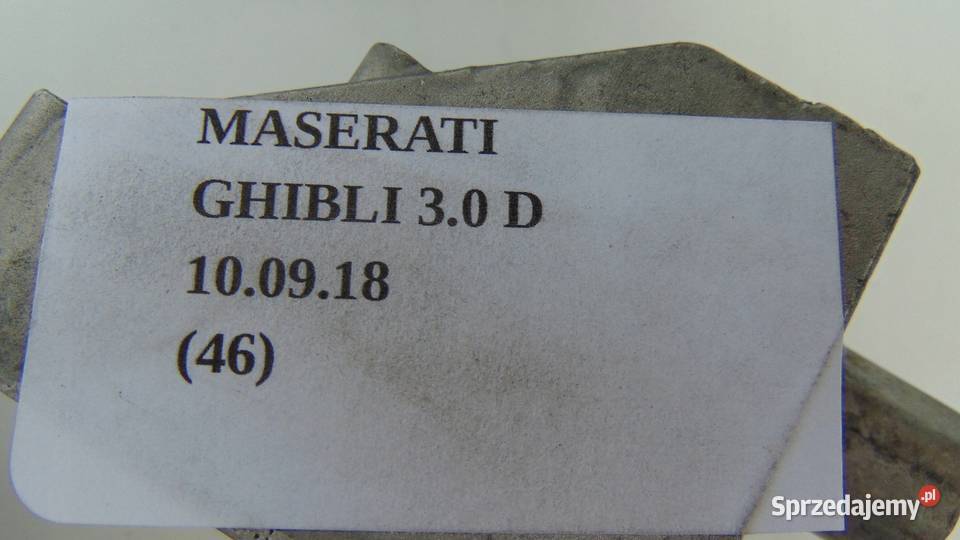 MASERATI
GHIBLI 3.0 D
10.09.18
(46)
Sprzedajemy.pl